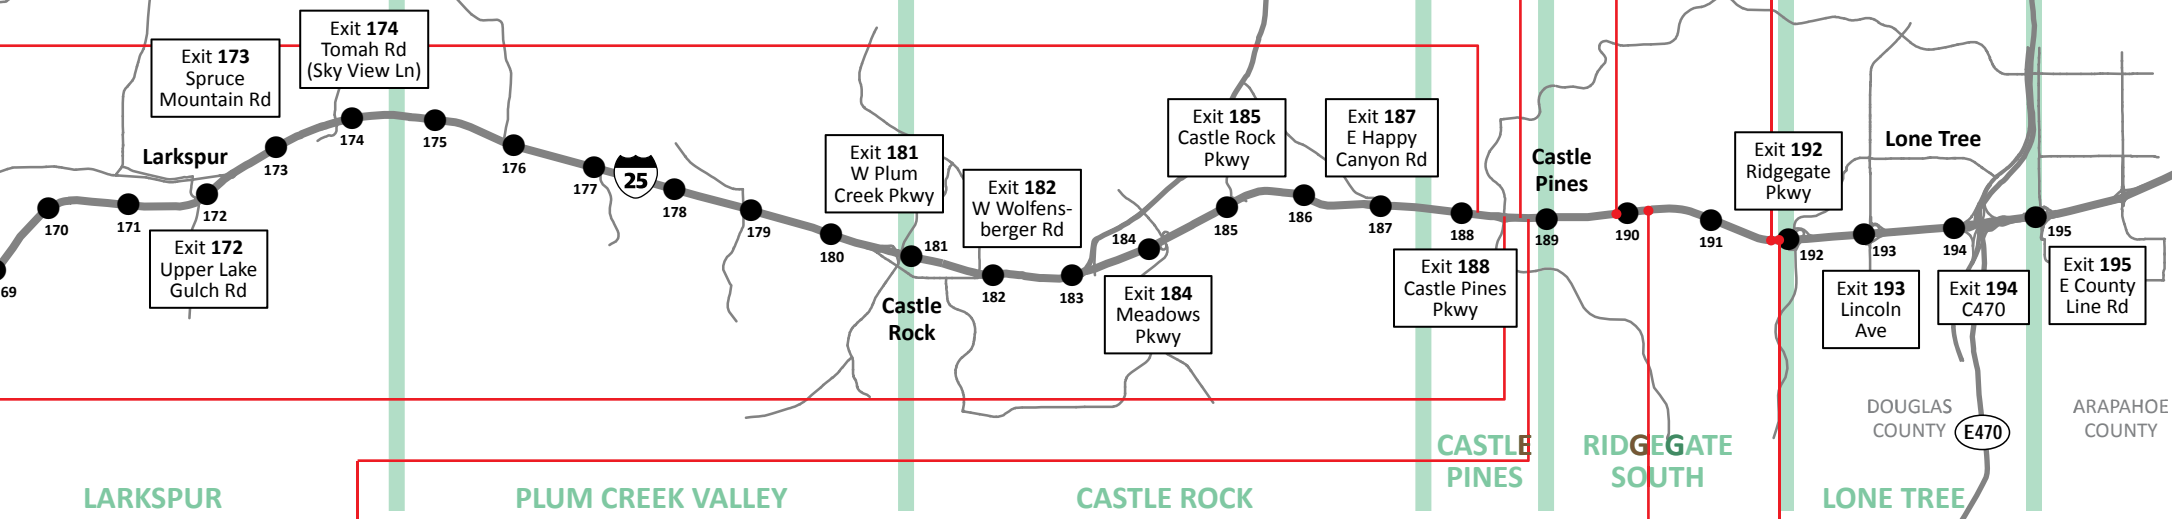 Exit 174
Tomah Rd
(Sky View Ln)
Exit 173
Spruce
Mountain Rd
Exit 181
W Plum
Creek Pkwy
Exit 182
W Wolfens-
berger Rd
Exit 185
Castle Rock
Pkwy
Exit 187
E Happy
Canyon Rd
Exit 192
Ridgegate
Pkwy
Larkspur
Castle
Pines
Lone Tree
25
69
170
171
172
173
174
175
176
177
178
179
180
181
182
183
184
185
186
187
188
189
190
191
192
193
194
195
Exit 172
Upper Lake
Gulch Rd
Castle
Rock
Exit 184
Meadows
Pkwy
Exit 188
Castle Pines
Pkwy
Exit 193
Lincoln
Ave
Exit 194
C470
Exit 195
E County
Line Rd
DOUGLAS
COUNTY
E470
ARAPAHOE
COUNTY
LARKSPUR
PLUM CREEK VALLEY
CASTLE ROCK
CASTLE
PINES
RIDGEGATE
SOUTH
LONE TREE